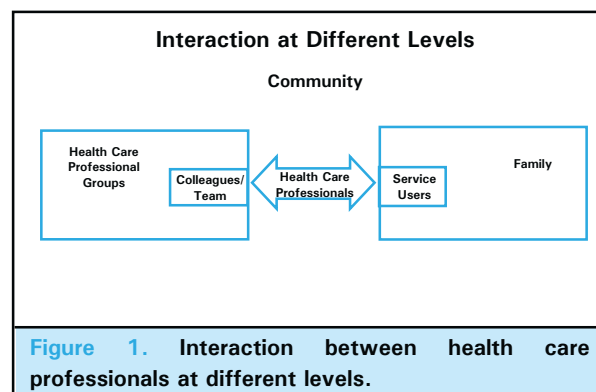 Interaction at Different Levels
Community
Health Care
Professional
Groups
Colleagues/
Team
Health Care
Professionals
Service
Users
Family
Figure 1. Interaction between health care
professionals at different levels.